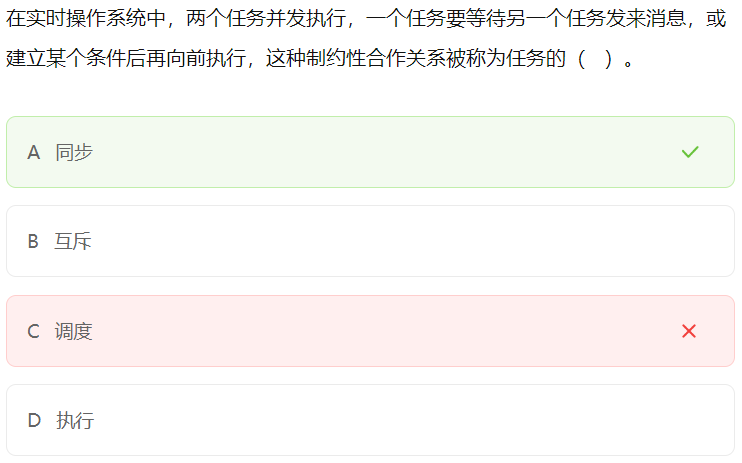 在实时操作系统中，两个任务并发执行，一个任务要等待另一个任务发来消息，或
建立某个条件后再向前执行，这种制约性合作关系被称为任务的（　）。
A 同步
B 互斥
C 调度
D 执行